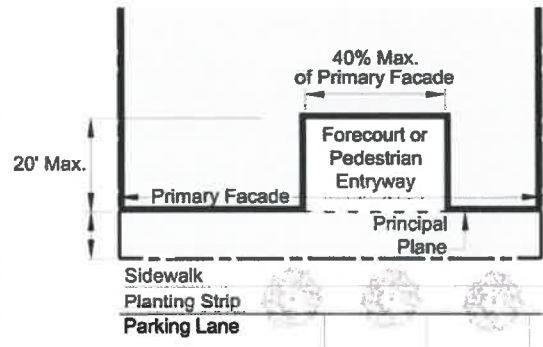 40% Max.
of Primary Facade
20' Max.
Forecourt or
Pedestrian
Entryway
Primary Facade
Principal
Plane
Sidewalk
Planting Strip
Parking Lane